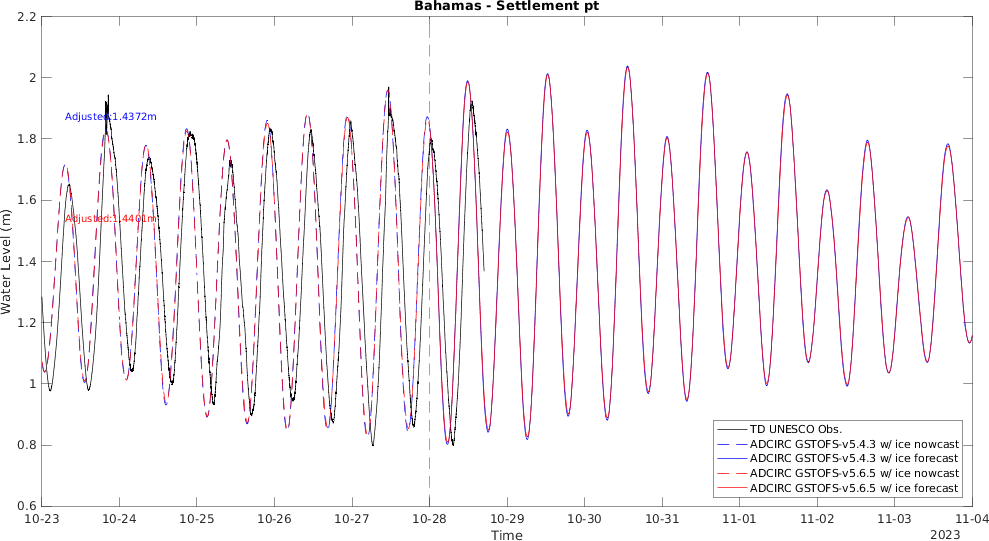 Bahamas - Settlement pt
2.2
2
1.8
1.6
1.4
1.2
1
0.8
0.6
Water Level (m)
Adjusted:1.4372m
Adjusted:1.4401m
TD UNESCO Obs.
ADCIRC GSTOFS-v5.4.3 w/ ice nowcast
ADCIRC GSTOFS-v5.4.3 w/ ice forecast
ADCIRC GSTOFS-v5.6.5 w/ ice nowcast
ADCIRC GSTOFS-v5.6.5 w/ ice forecast
10-23 10-24 10-25 10-26 10-27 10-28 10-29 10-30 10-31 11-01 11-02 11-03 11-04
Time
2023